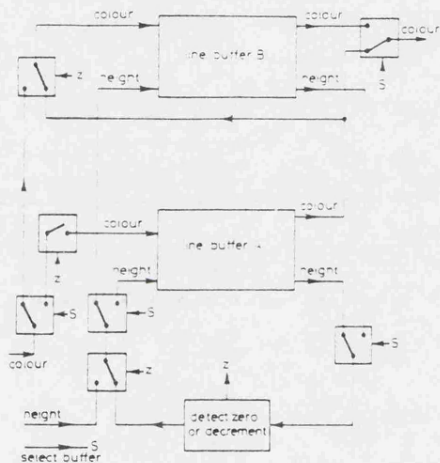 colour
colour
line buffer B
colour
Z
height
height
S
colour
colour
line buffer A
Z
height
height
S
S
S
colour
Z
Z
height
detect zero
or decrement
S
select buffer